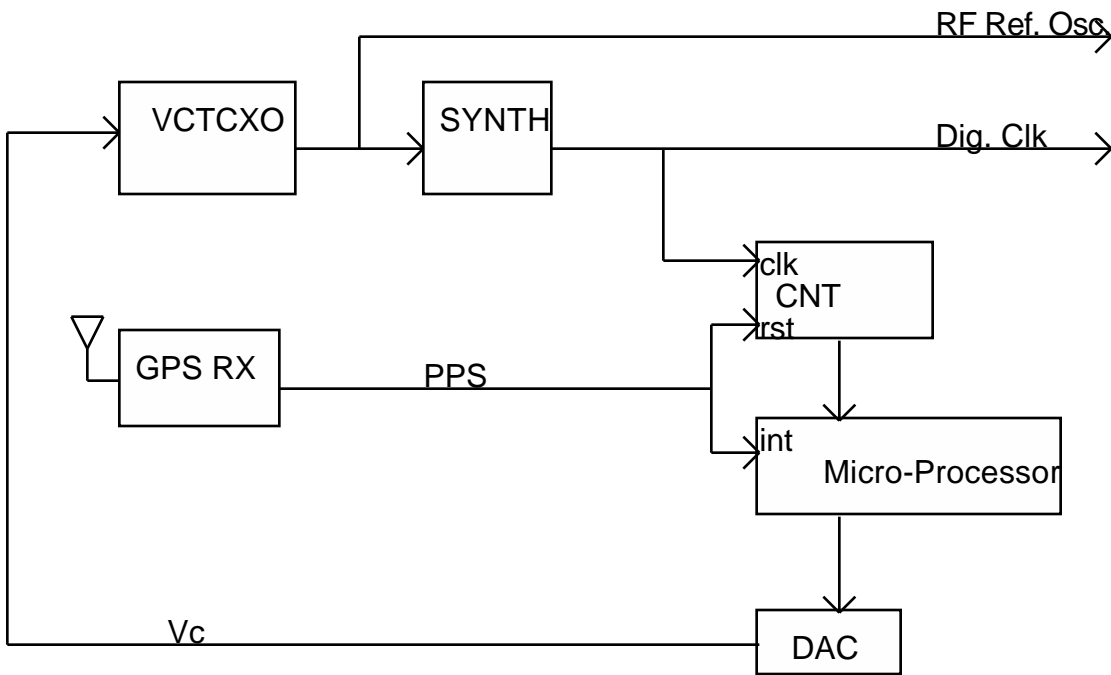 RF Ref. Osc
VCTCXO
SYNTH
Dig. Clk
clk
CNT
rst
GPS RX
PPS
int
Micro-Processor
Vc
DAC